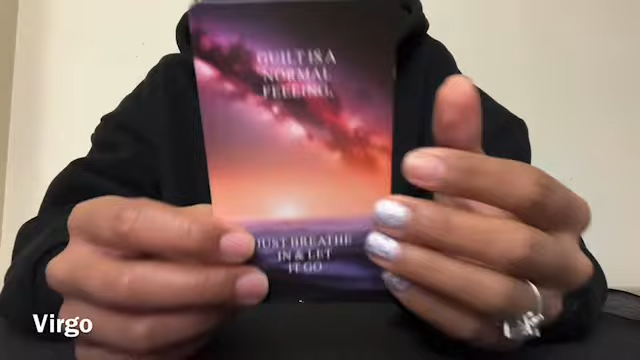 GUILT IS A
NORMAL
FEELING.
JUST BREATHE
IN & LET
IT GO
Virgo